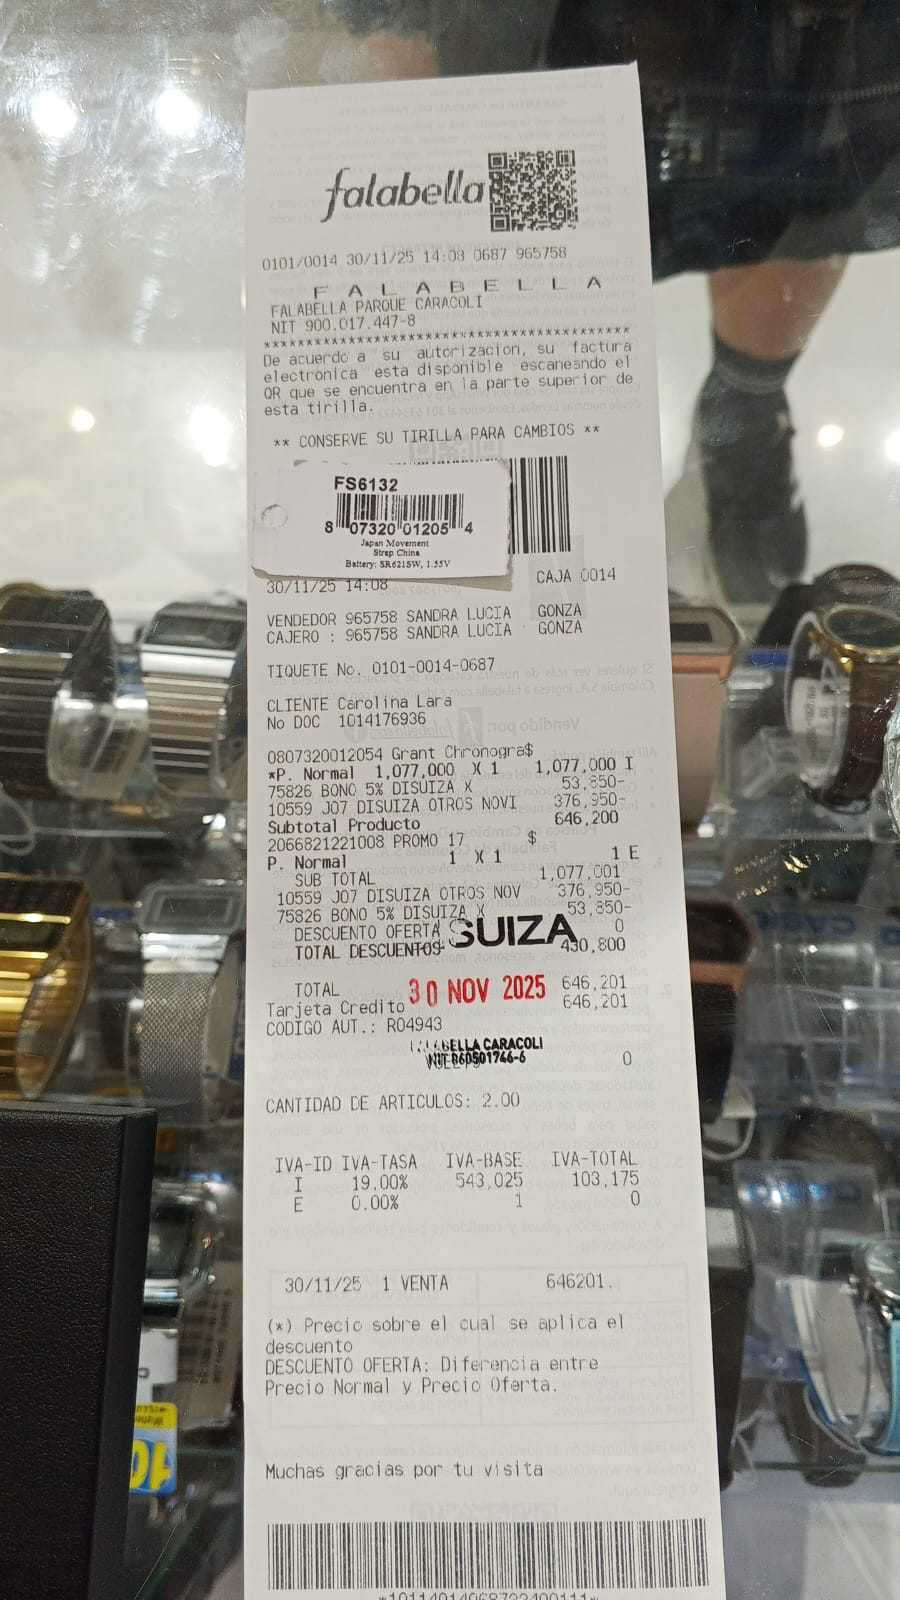 falabella
0101/0014 30/11/25 14:08 0687 965758
F A L A B E L L A
FALABELLA PARQUE CARACOLI
NIT 900.017.447-8
De acuerdo a su autorizacion, su factura
electronica esta disponible escaneando el
QR que se encuentra en la parte superior de
esta tirilla.
** CONSERVE SU TIRILLA PARA CAMBIOS **
FS6132
8 07320 01205 4
Japan Movement
Strap China
Battery: SR621SW, 1.55V
30/11/25 14:08 CAJA 0014
VENDEDOR 965758 SANDRA LUCIA GONZA
CAJERO : 965758 SANDRA LUCIA GONZA
TIQUETE No. 0101-0014-0687
CLIENTE Carolina Lara
No DOC 1014176936
0807320012054 Grant Chronogra$
*P. Normal 1,077,000 X 1 1,077,000 I
75826 BONO 5% DISUIZA X 53,850-
10559 J07 DISUIZA OTROS NOVI 376,950-
Subtotal Producto 646,200
2066821221008 PROMO 17 $
P. Normal 1 X 1 1 E
SUB TOTAL 1,077,001
10559 J07 DISUIZA OTROS NOV 376,950-
75826 BONO 5% DISUIZA X 53,850-
DESCUENTO OFERTA 0
SUIZA
TOTAL DESCUENTOS 430,800
TOTAL 646,201
30 NOV 2025
Tarjeta Credito 646,201
CODIGO AUT.: R04943
CARACOLI
NIT 860501746-6
0
CANTIDAD DE ARTICULOS: 2.00
IVA-ID IVA-TASA IVA-BASE IVA-TOTAL
I 19.00% 543,025 103,175
E 0.00% 1 0
30/11/25 1 VENTA 646201.
(*) Precio sobre el cual se aplica el
descuento
DESCUENTO OFERTA: Diferencia entre
Precio Normal y Precio Oferta.
Muchas gracias por tu visita